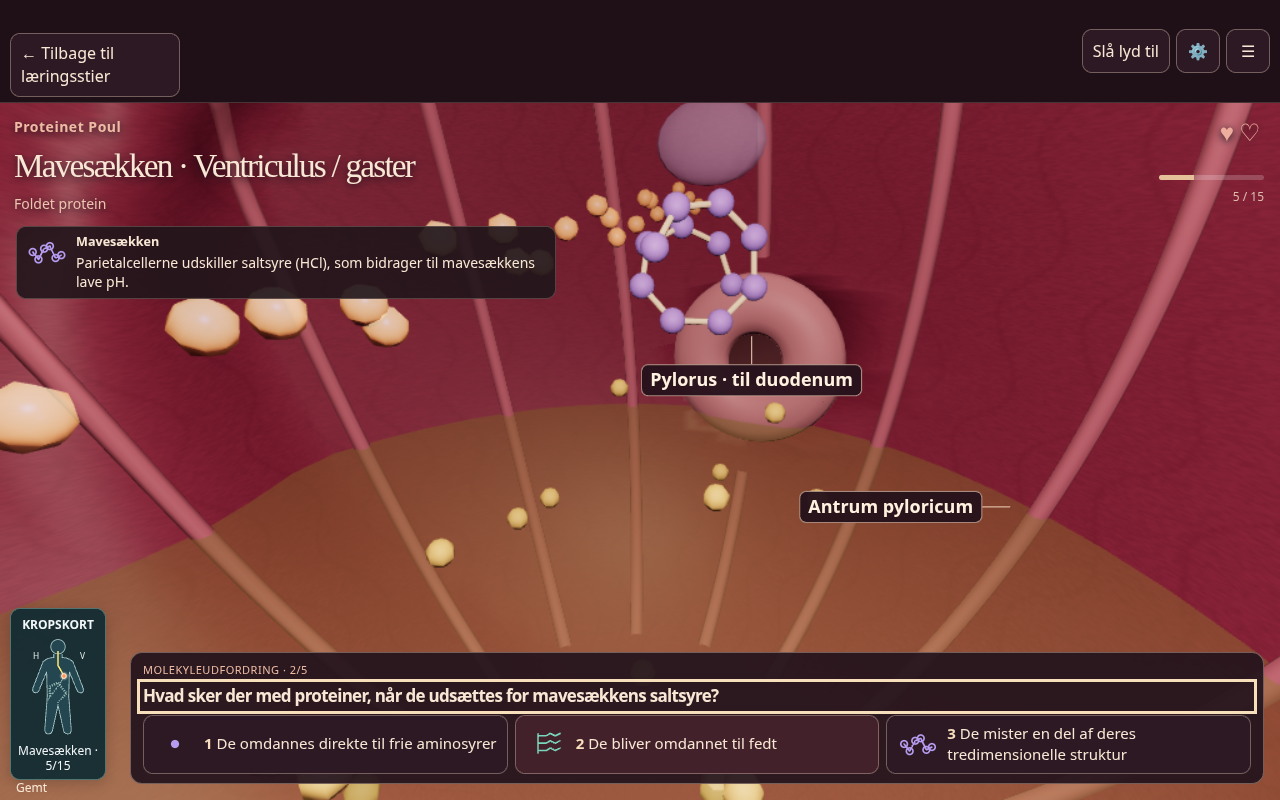 ← Tilbage til
læringsstier
Slå lyd til
Proteinet Poul
Mavesækken · Ventriculus / gaster
5 / 15
Foldet protein
Mavesækken
Parietalcellerne udskiller saltsyre (HCl), som bidrager til mavesækkens
lave pH.
Pylorus · til duodenum
Antrum pyloricum
KROPSKORT
H V
Mavesækken ·
5/15
Gemt
MOLEKYLEUDFORDRING · 2/5
Hvad sker der med proteiner, når de udsættes for mavesækkens saltsyre?
1 De omdannes direkte til frie aminosyrer
2 De bliver omdannet til fedt
3 De mister en del af deres
tredimensionelle struktur